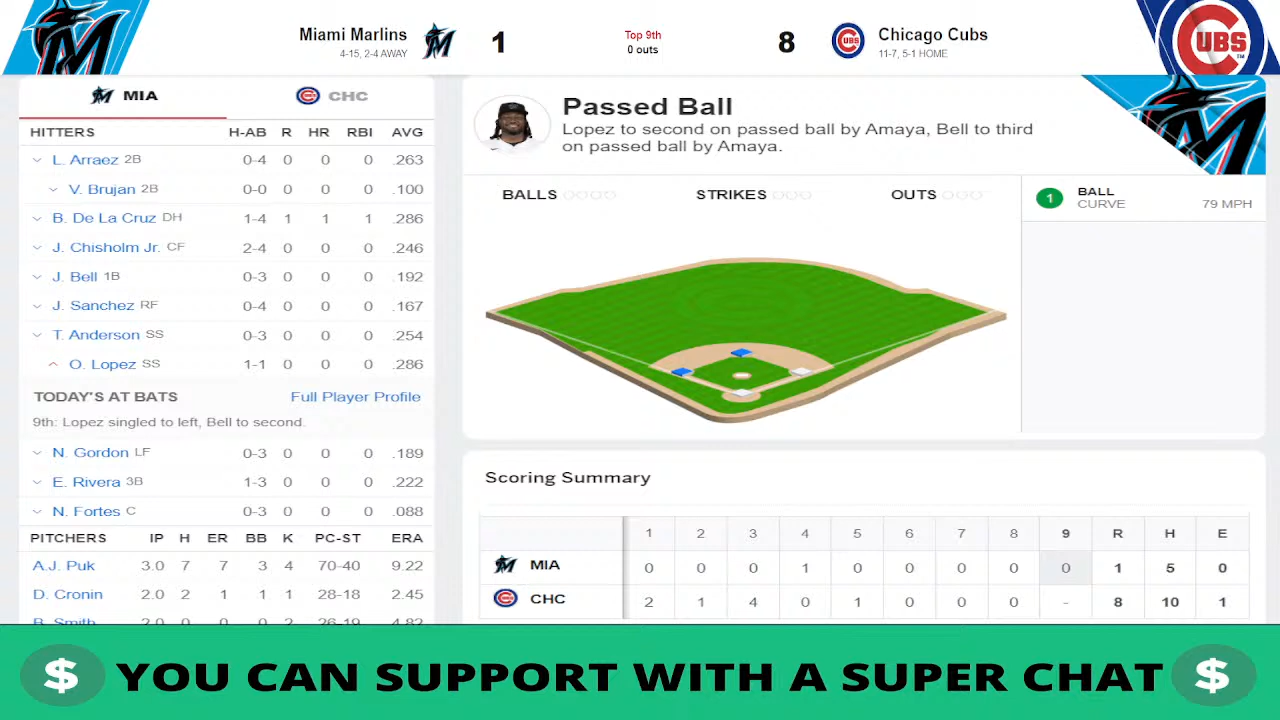 Miami Marlins
4-15, 2-4 AWAY
1
Top 9th
0 outs
8
Chicago Cubs
11-7, 5-1 HOME
CUBS
MIA
CHC
HITTERS H-AB R HR RBI AVG
L. Arraez 2B 0-4 0 0 0 .263
V. Brujan 2B 0-0 0 0 0 .100
B. De La Cruz DH 1-4 1 1 1 .286
J. Chisholm Jr. CF 2-4 0 0 0 .246
J. Bell 1B 0-3 0 0 0 .192
J. Sanchez RF 0-4 0 0 0 .167
T. Anderson SS 0-3 0 0 0 .254
O. Lopez SS 1-1 0 0 0 .286
TODAY'S AT BATS Full Player Profile
9th: Lopez singled to left, Bell to second.
N. Gordon LF 0-3 0 0 0 .189
E. Rivera 3B 1-3 0 0 0 .222
N. Fortes C 0-3 0 0 0 .088
PITCHERS IP H ER BB K PC-ST ERA
A.J. Puk 3.0 7 7 3 4 70-40 9.22
D. Cronin 2.0 2 1 1 1 28-18 2.45
B. Smith 2.0 0 0 0 2 26-19 4.82
Passed Ball
Lopez to second on passed ball by Amaya, Bell to third
on passed ball by Amaya.
BALLS STRIKES OUTS
1 BALL
CURVE 79 MPH
Scoring Summary
1 2 3 4 5 6 7 8 9 R H E
MIA 0 0 0 1 0 0 0 0 0 1 5 0
CHC 2 1 4 0 1 0 0 0 - 8 10 1
$ YOU CAN SUPPORT WITH A SUPER CHAT $